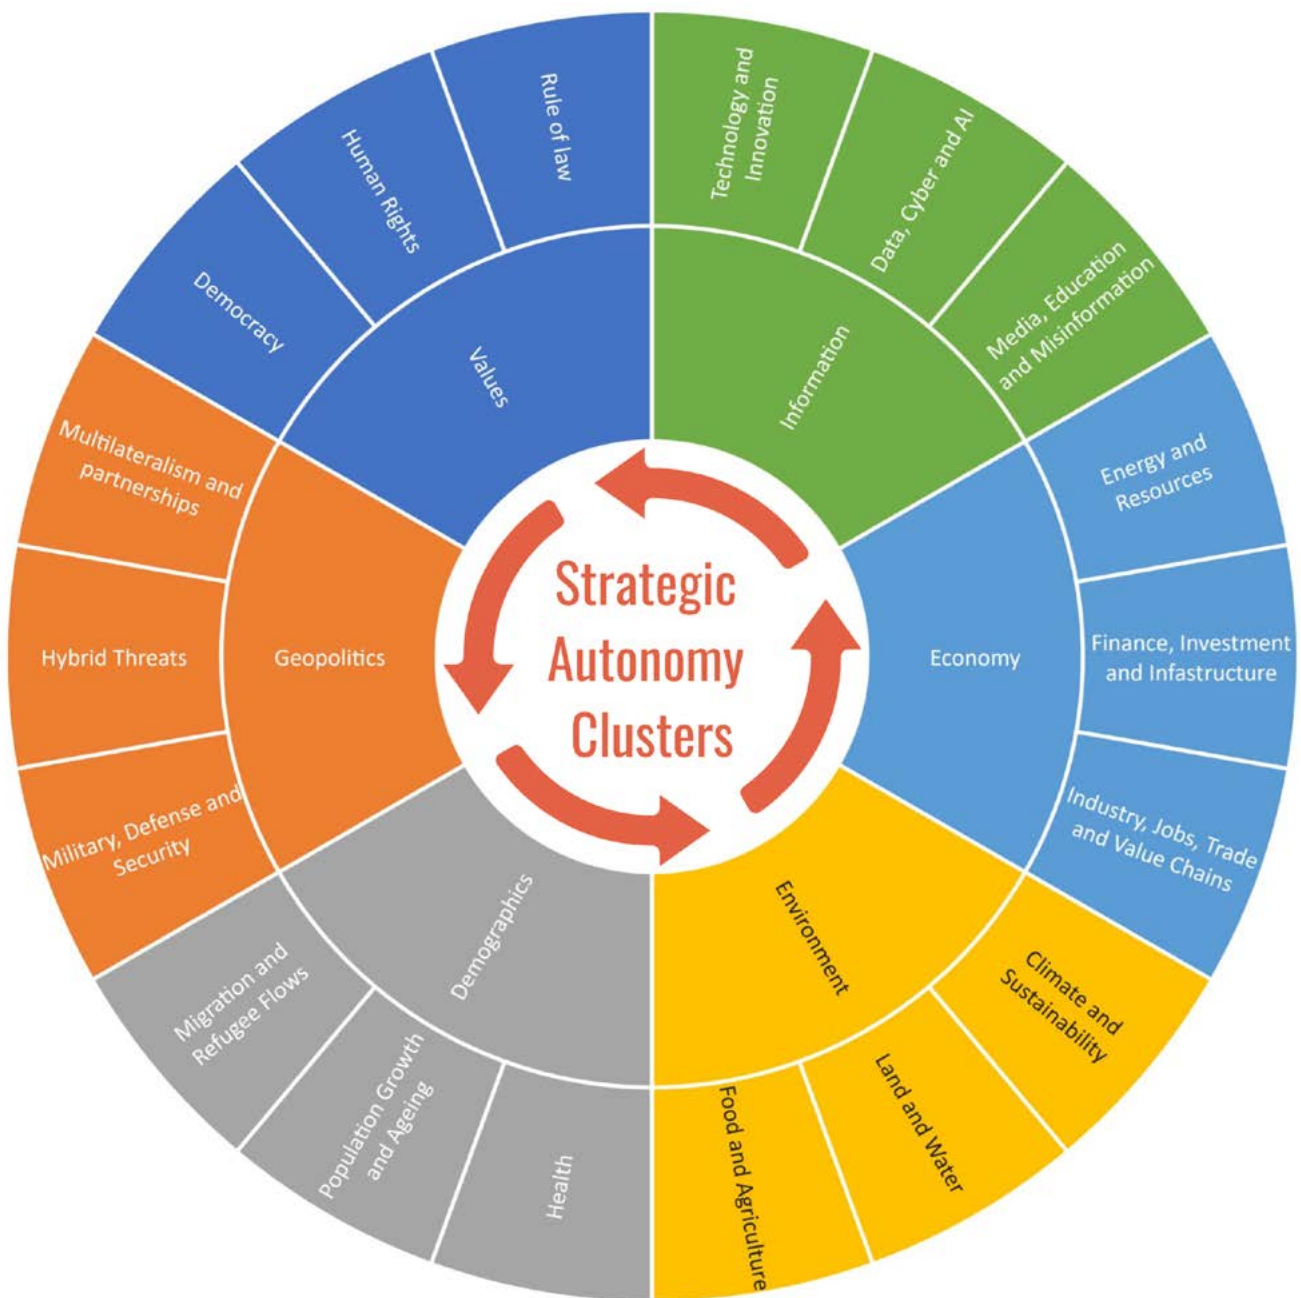 Strategic
Autonomy
Clusters
Information
Technology and
Innovation
Data, Cyber and AI
Media, Education
and Misinformation
Economy
Energy and
Resources
Finance, Investment
and Infastructure
Industry, Jobs, Trade
and Value Chains
Environment
Climate and
Sustainability
Land and Water
Food and Agriculture
Demographics
Health
Population Growth
and Ageing
Migration and
Refugee Flows
Geopolitics
Military, Defense and
Security
Hybrid Threats
Multilateralism and
partnerships
Values
Democracy
Human Rights
Rule of law